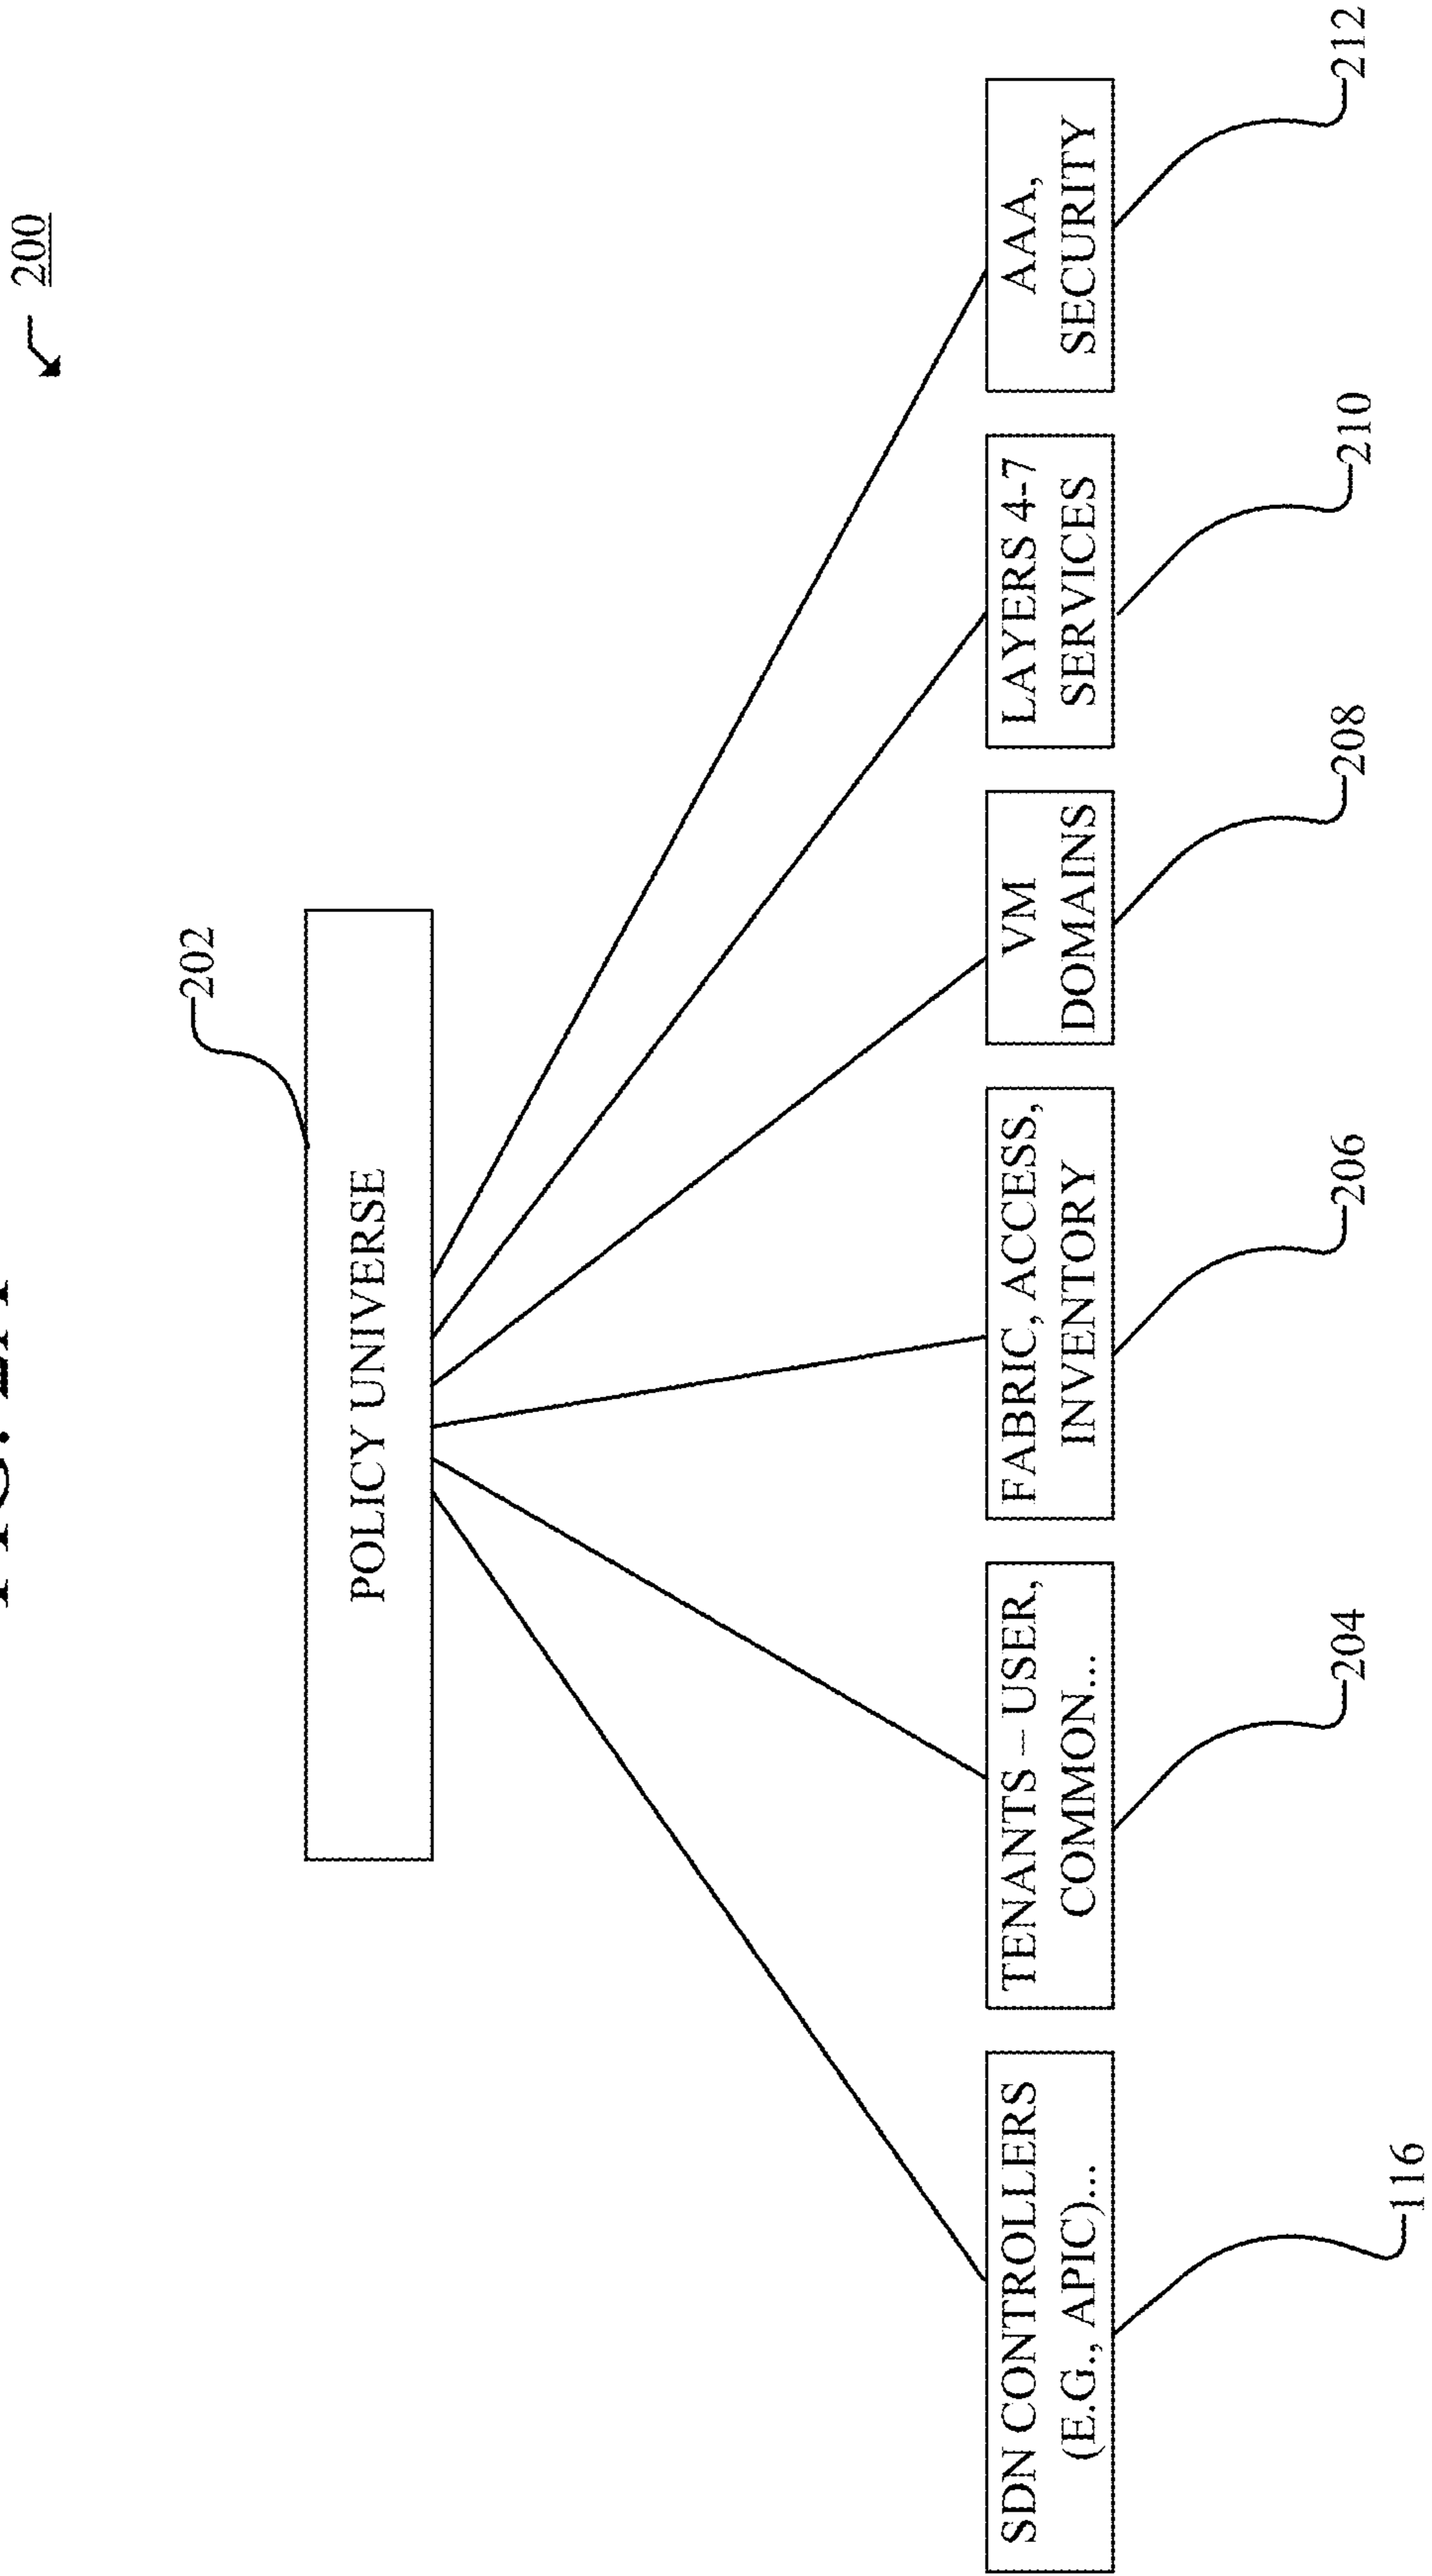 200
202
POLICY UNIVERSE
SDN CONTROLLERS
(E.G., APIC)...
TENANTS – USER,
COMMON...
FABRIC, ACCESS,
INVENTORY
VM
DOMAINS
LAYERS 4-7
SERVICES
AAA,
SECURITY
116
204
206
208
210
212